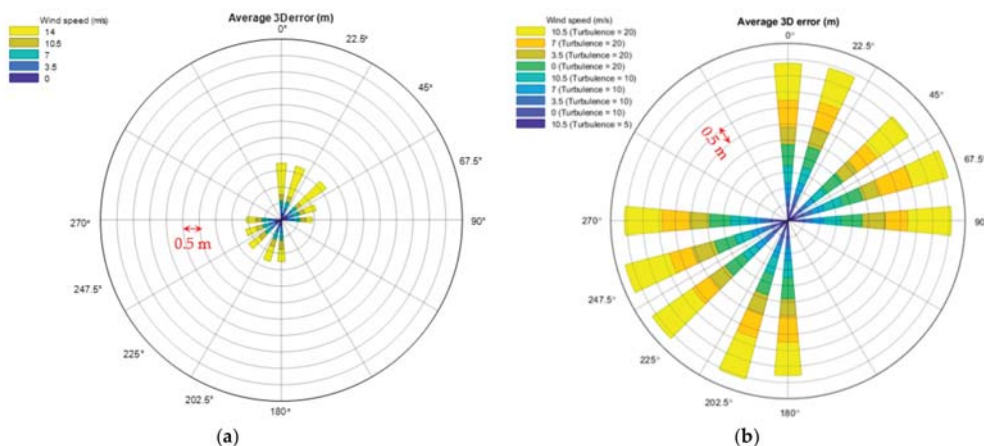 Wind speed (m/s)
14
10.5
7
3.5
0
Average 3D error (m)
0°
22.5°
45°
67.5°
90°
180°
202.5°
225°
247.5°
270°
0.5 m
(a)
Wind speed (m/s)
10.5 (Turbulence = 20)
7 (Turbulence = 20)
3.5 (Turbulence = 20)
0 (Turbulence = 20)
10.5 (Turbulence = 10)
7 (Turbulence = 10)
3.5 (Turbulence = 10)
0 (Turbulence = 10)
10.5 (Turbulence = 5)
Average 3D error (m)
0°
22.5°
45°
67.5°
90°
180°
202.5°
225°
247.5°
270°
0.5 m
(b)